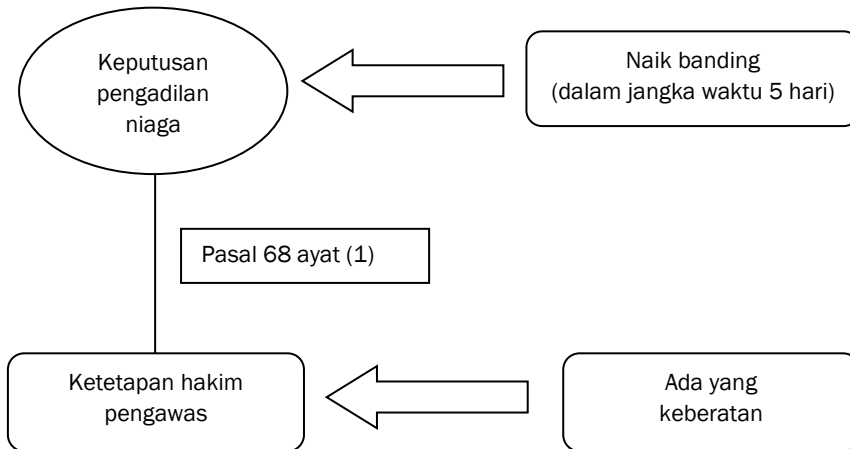 Keputusan
pengadilan
niaga
Naik banding
(dalam jangka waktu 5 hari)
Pasal 68 ayat (1)
Ketetapan hakim
pengawas
Ada yang
keberatan